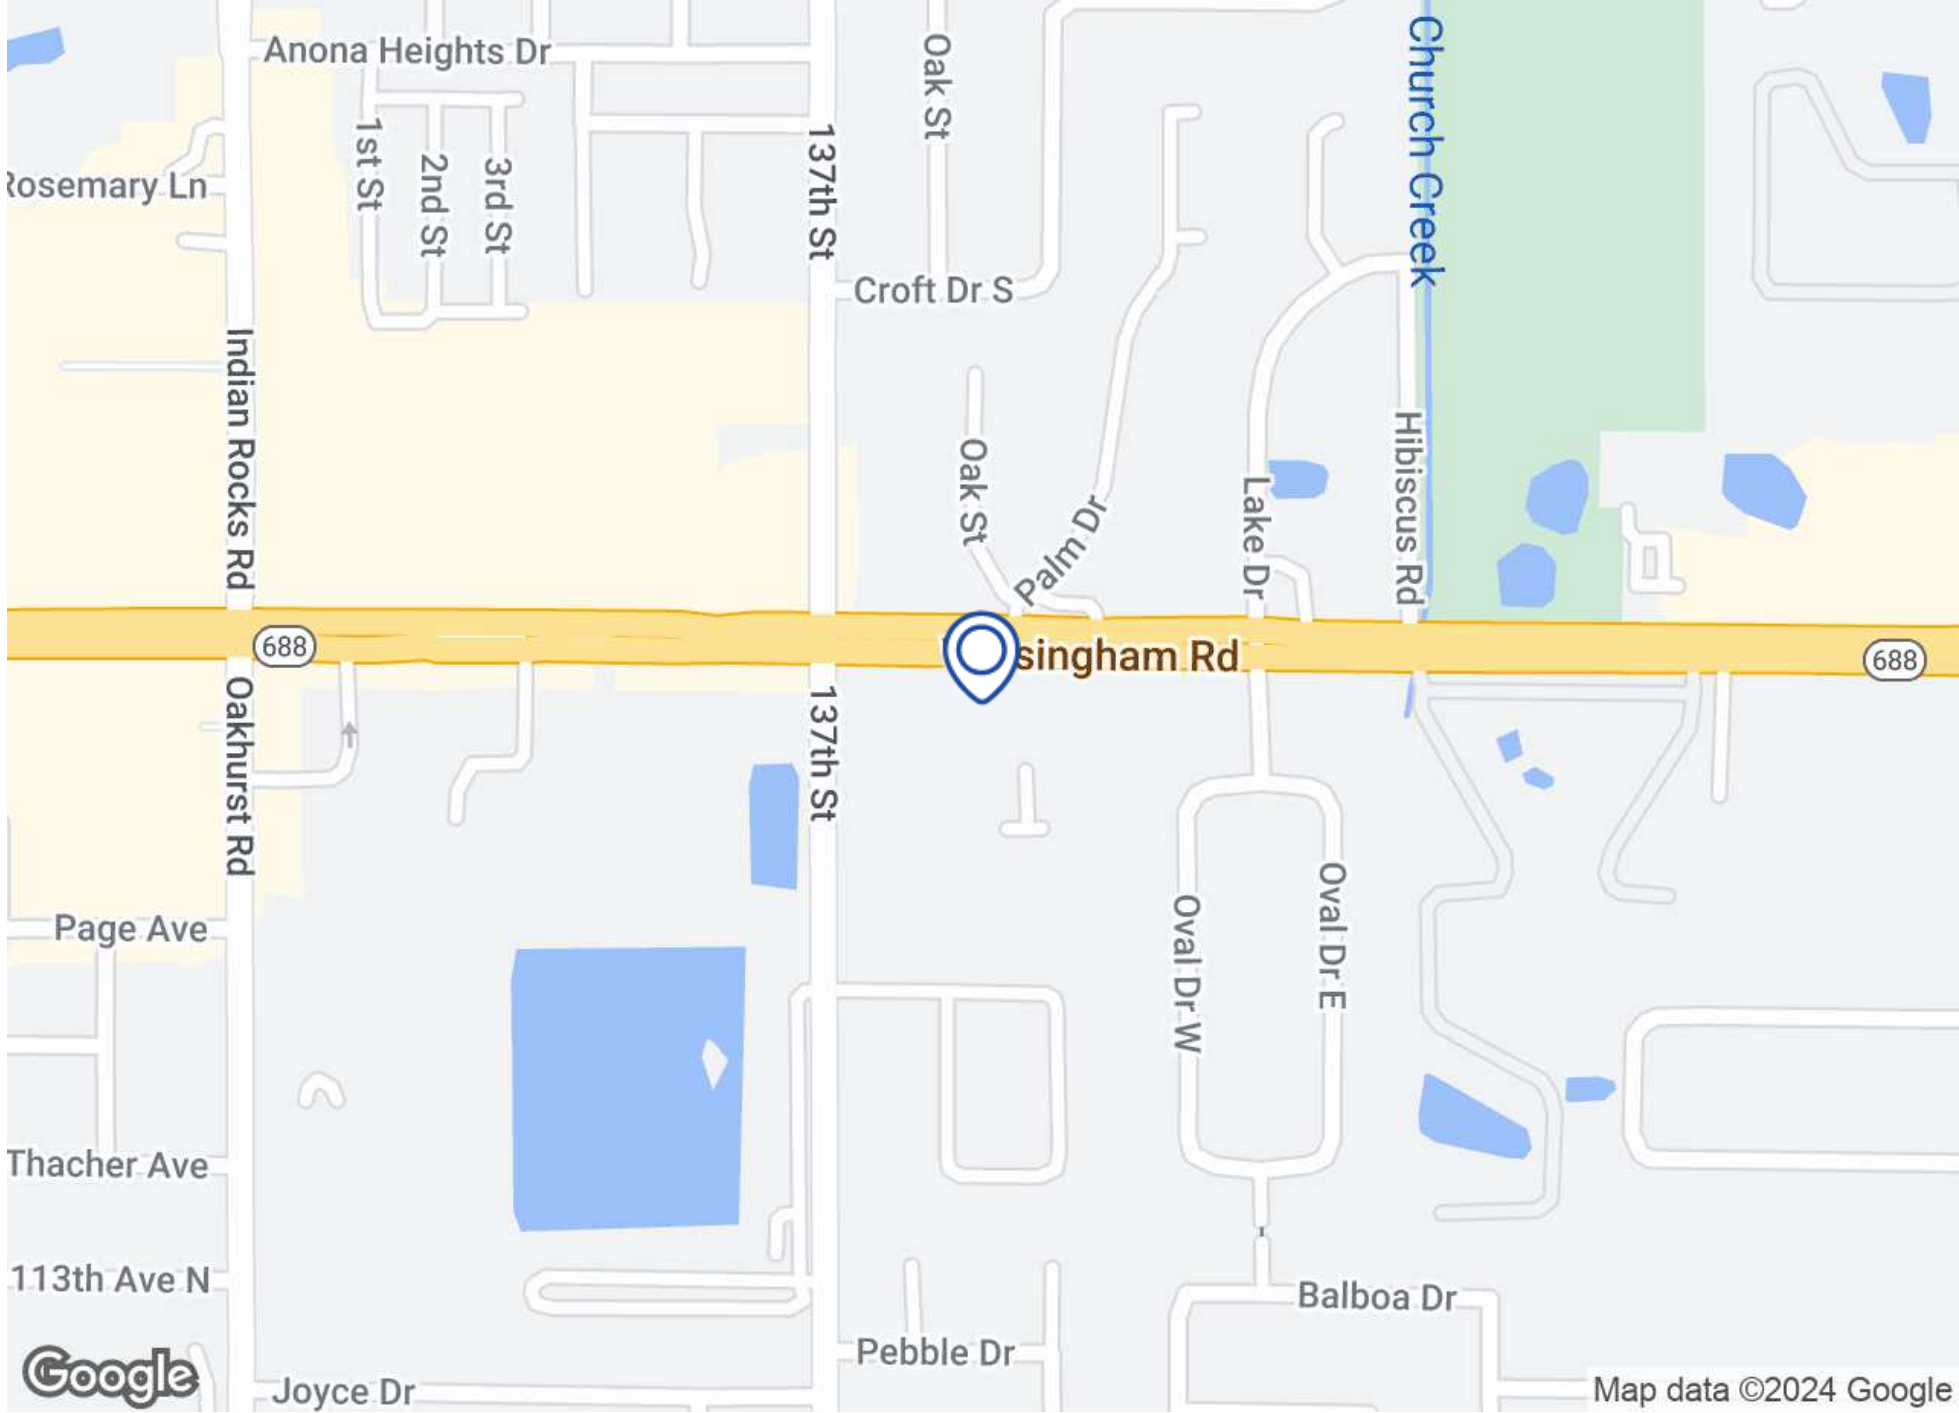 Anona Heights Dr
Oak St
Church Creek
1st St
2nd St
3rd St
137th St
Rosemary Ln
Croft Dr S
Indian Rocks Rd
Oak St
Palm Dr
Lake Dr
Hibiscus Rd
688
singham Rd
688
Oakhurst Rd
137th St
Page Ave
Oval Dr W
Oval Dr E
Thacher Ave
113th Ave N
Balboa Dr
Pebble Dr
Google
Joyce Dr
Map data ©2024 Google